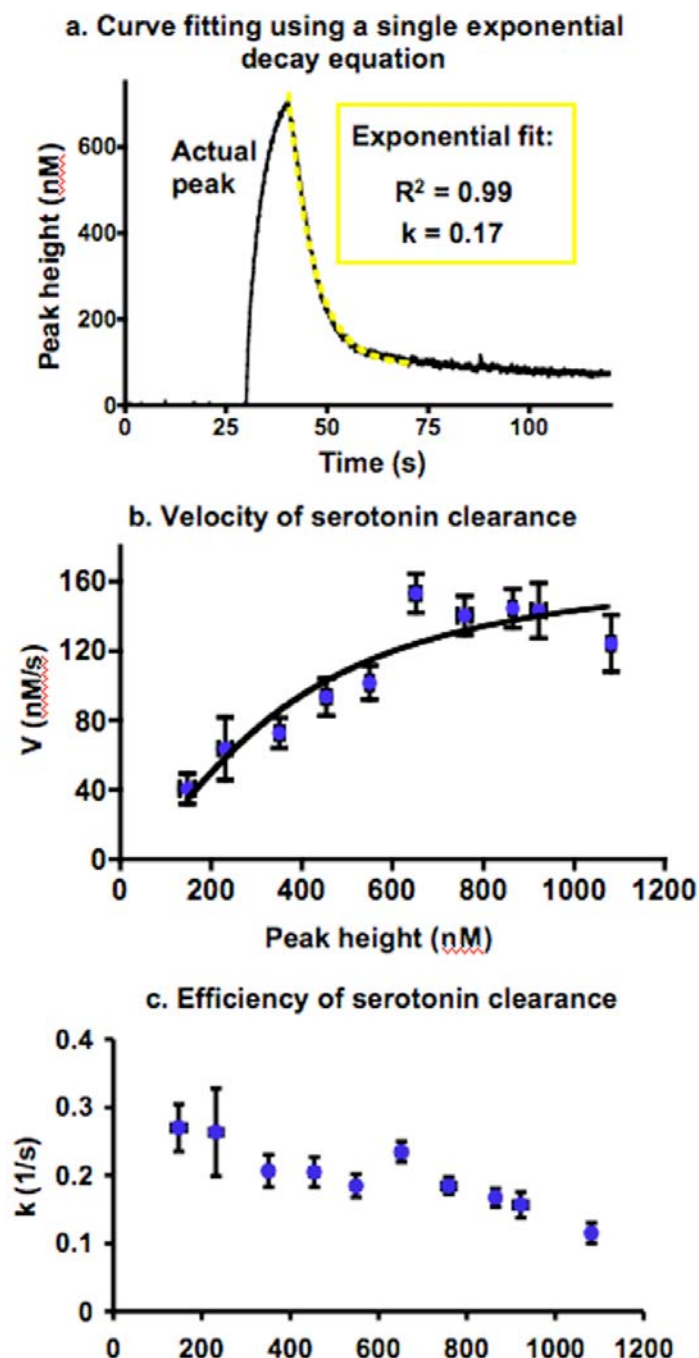 a. Curve fitting using a single exponential
decay equation
Peak height (nM)
600
400
200
0
Actual
peak
Exponential fit:
R² = 0.99
k = 0.17
0 25 50 75 100
Time (s)
b. Velocity of serotonin clearance
V (nM/s)
160
120
80
40
0
0 200 400 600 800 1000 1200
Peak height (nM)
c. Efficiency of serotonin clearance
k (1/s)
0.4
0.3
0.2
0.1
0
0 200 400 600 800 1000 1200